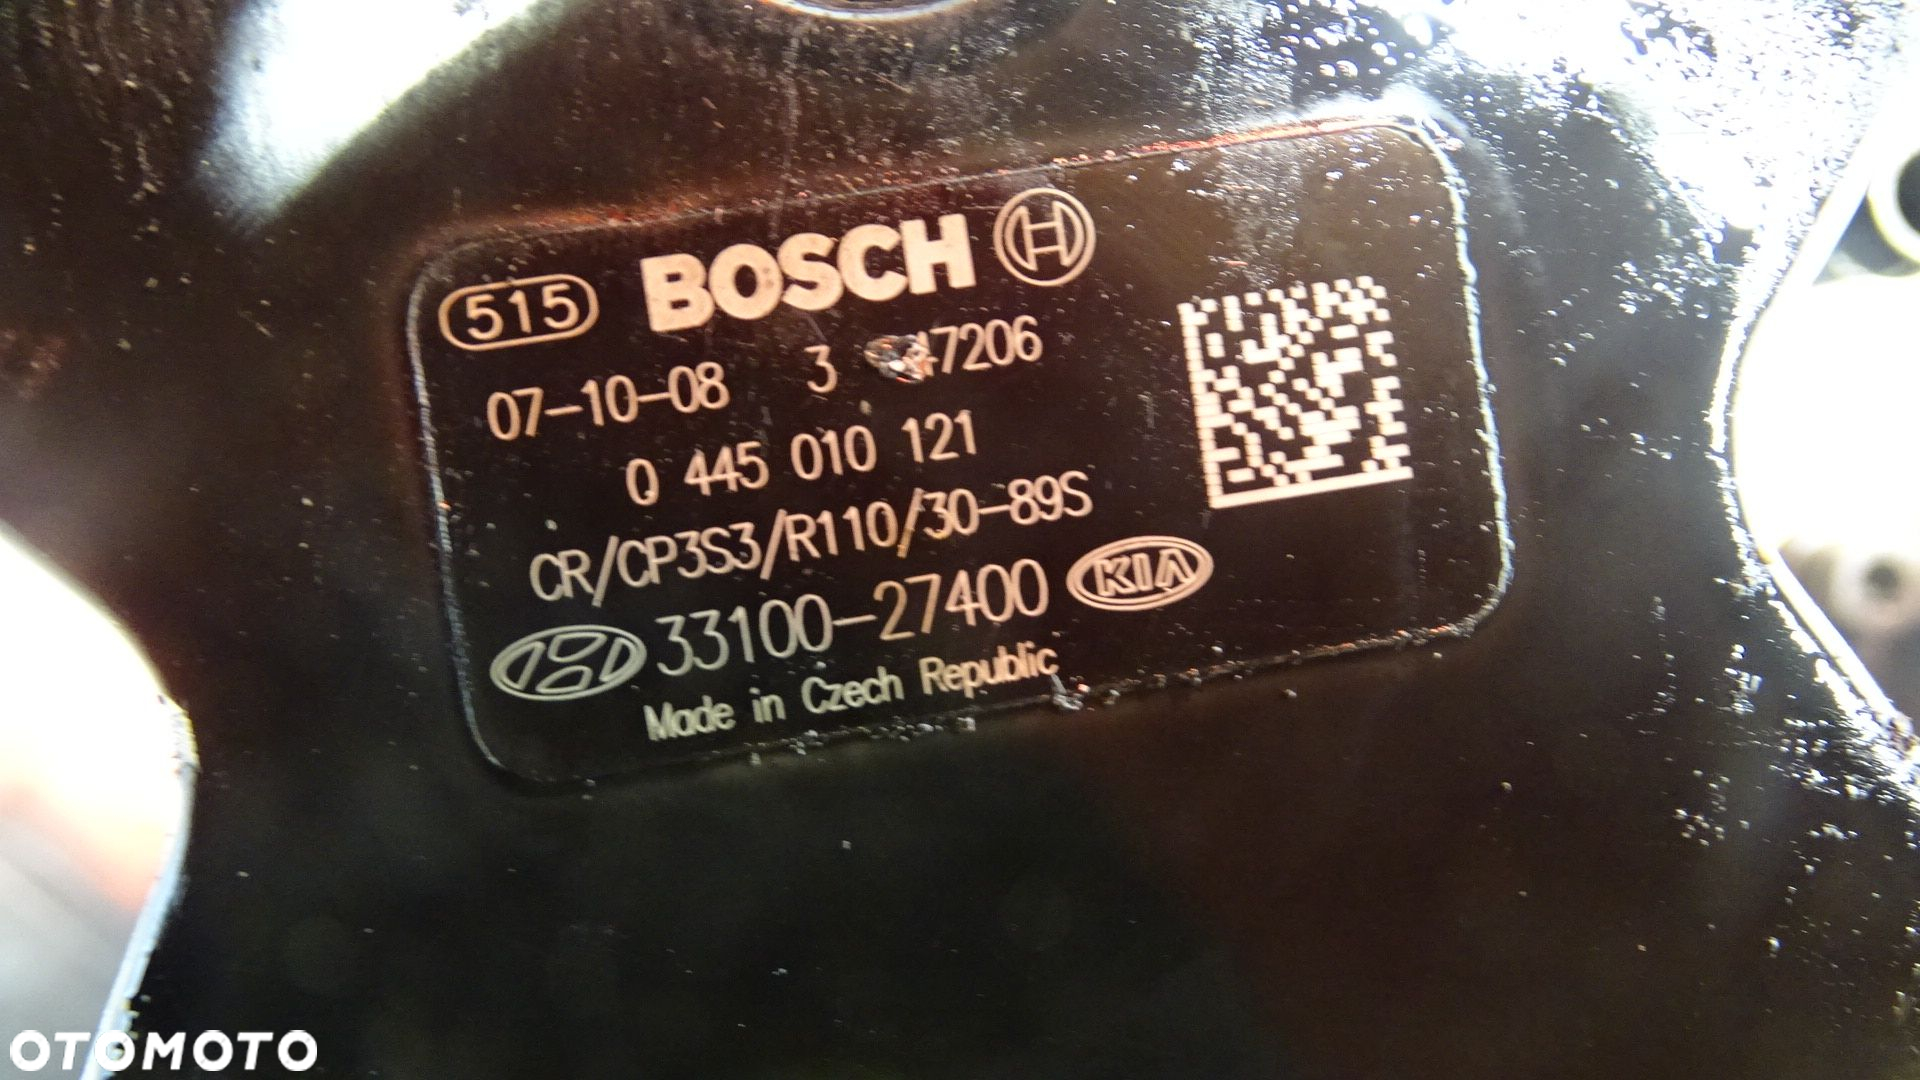 515 BOSCH
07-10-08 3 47206
0 445 010 121
CR/CP3S3/R110/30-89S
33100-27400 KIA
Made in Czech Republic
OTOMOTO